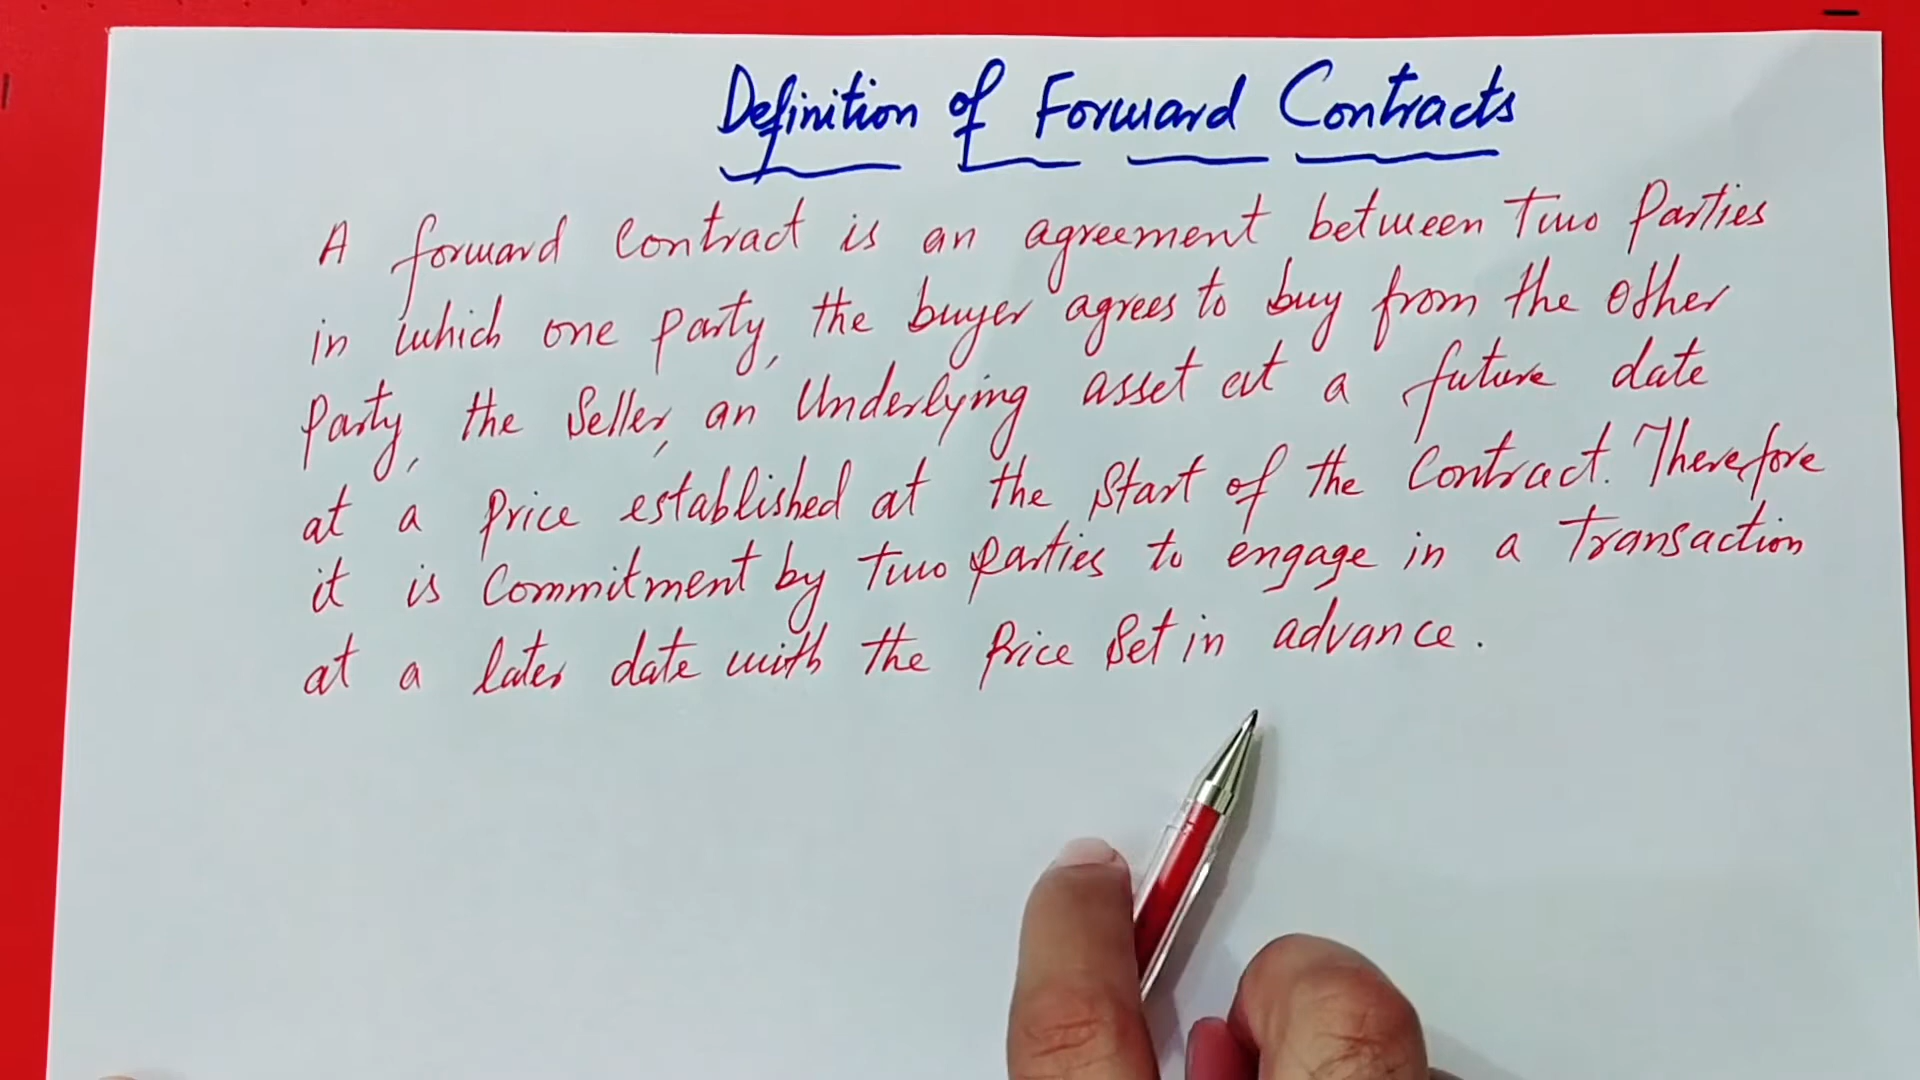 Definition of Forward Contracts
A forward Contract is an agreement between Two Parties
in which one party, the buyer agrees to buy from the other
Party, the Seller, an Underlying asset at a future date
at a Price established at the Start of the Contract. Therefore
it is Commitment by Two Parties to engage in a Transaction
at a later date with the Price Set in advance.